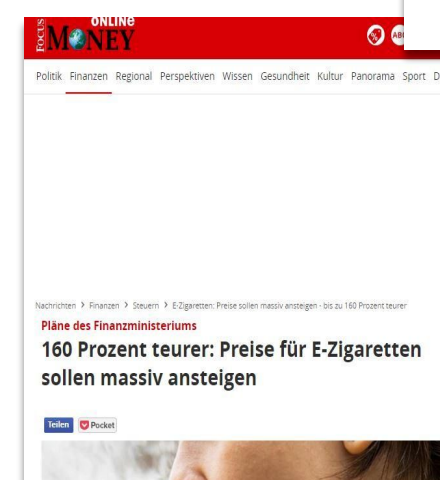 FOCUS
ONLINE
MONEY
Politik Finanzen Regional Perspektiven Wissen Gesundheit Kultur Panorama Sport D
Nachrichten > Finanzen > Steuern > E-Zigaretten: Preise sollen massiv ansteigen - bis zu 160 Prozent teurer
Pläne des Finanzministeriums
160 Prozent teurer: Preise für E-Zigaretten
sollen massiv ansteigen
Teilen Pocket